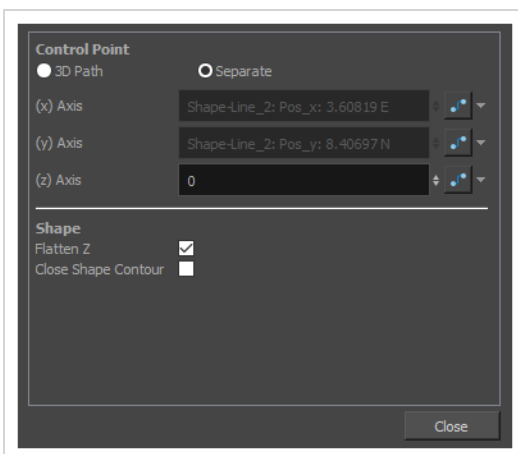 Control Point
3D Path Separate
(x) Axis Shape-Line_2: Pos_x: 3.60819 E
(y) Axis Shape-Line_2: Pos_y: 8.40697 N
(z) Axis 0
Shape
Flatten Z
Close Shape Contour
Close